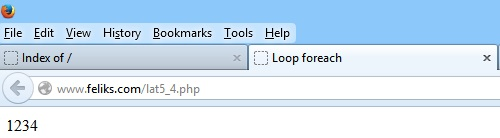 File Edit View History Bookmarks Tools Help
Index of / × Loop foreach ×
www.feliks.com/lat5_4.php
1234